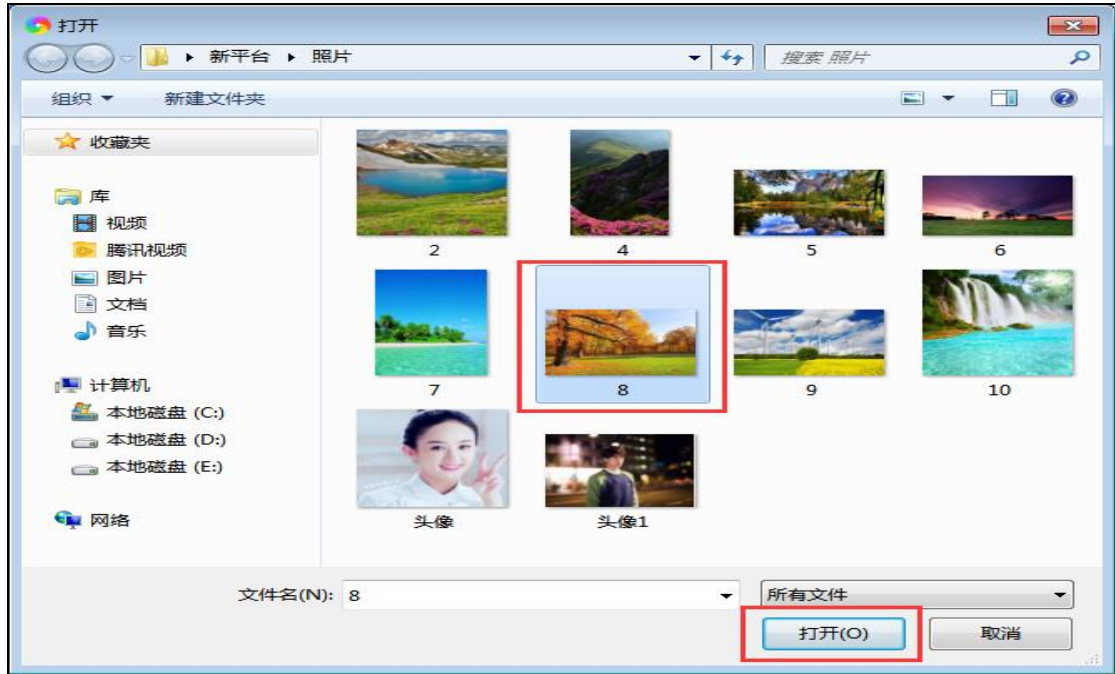 打开
新平台 照片 搜索 照片
组织 新建文件夹
收藏夹
库
视频
腾讯视频
图片
文档
音乐
计算机
本地磁盘 (C:)
本地磁盘 (D:)
本地磁盘 (E:)
网络
2 4 5 6
7 8 9 10
头像 头像1
文件名(N): 8 所有文件
打开(O) 取消